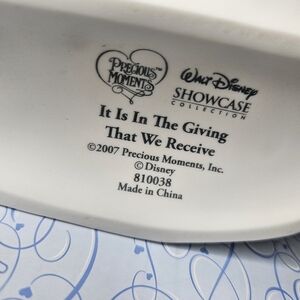 PRECIOUS MOMENTS™
WALT DISNEY
SHOWCASE
COLLECTION
It Is In The Giving
That We Receive
©2007 Precious Moments, Inc.
©Disney
810038
Made in China